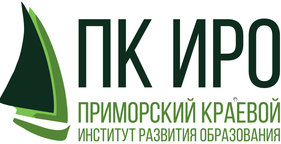 ПК ИРО
ПРИМОРСКИЙ КРАЕВОЙ
ИНСТИТУТ РАЗВИТИЯ ОБРАЗОВАНИЯ